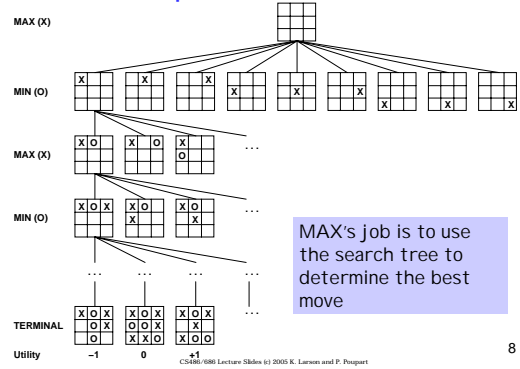 MAX (X)
X X X
MIN (O) X X X
X X X
X O X O X
MAX (X) O . . .
X O X X O X O
MIN (O) X X . . .
MAX's job is to use
the search tree to
determine the best
move
. . . . . . . . . . . .
X O X X O X X O X
TERMINAL O X O O X X
O X X O X O O
Utility –1 0 +1
8
CS486/686 Lecture Slides (c) 2005 K. Larson and P. Poupart